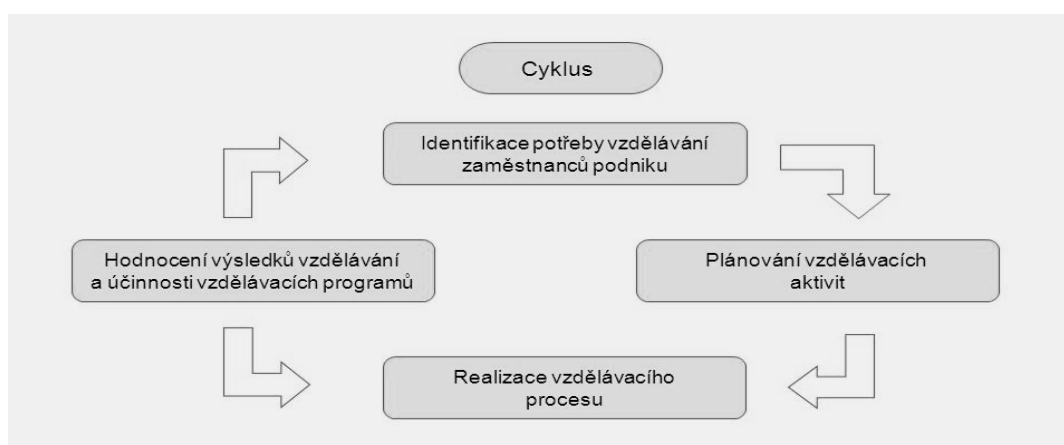 Cyklus
Identifikace potřeby vzdělávání
zaměstnanců podniku
Hodnocení výsledků vzdělávání
a účinnosti vzdělávacích programů
Plánování vzdělávacích
aktivit
Realizace vzdělávacího
procesu